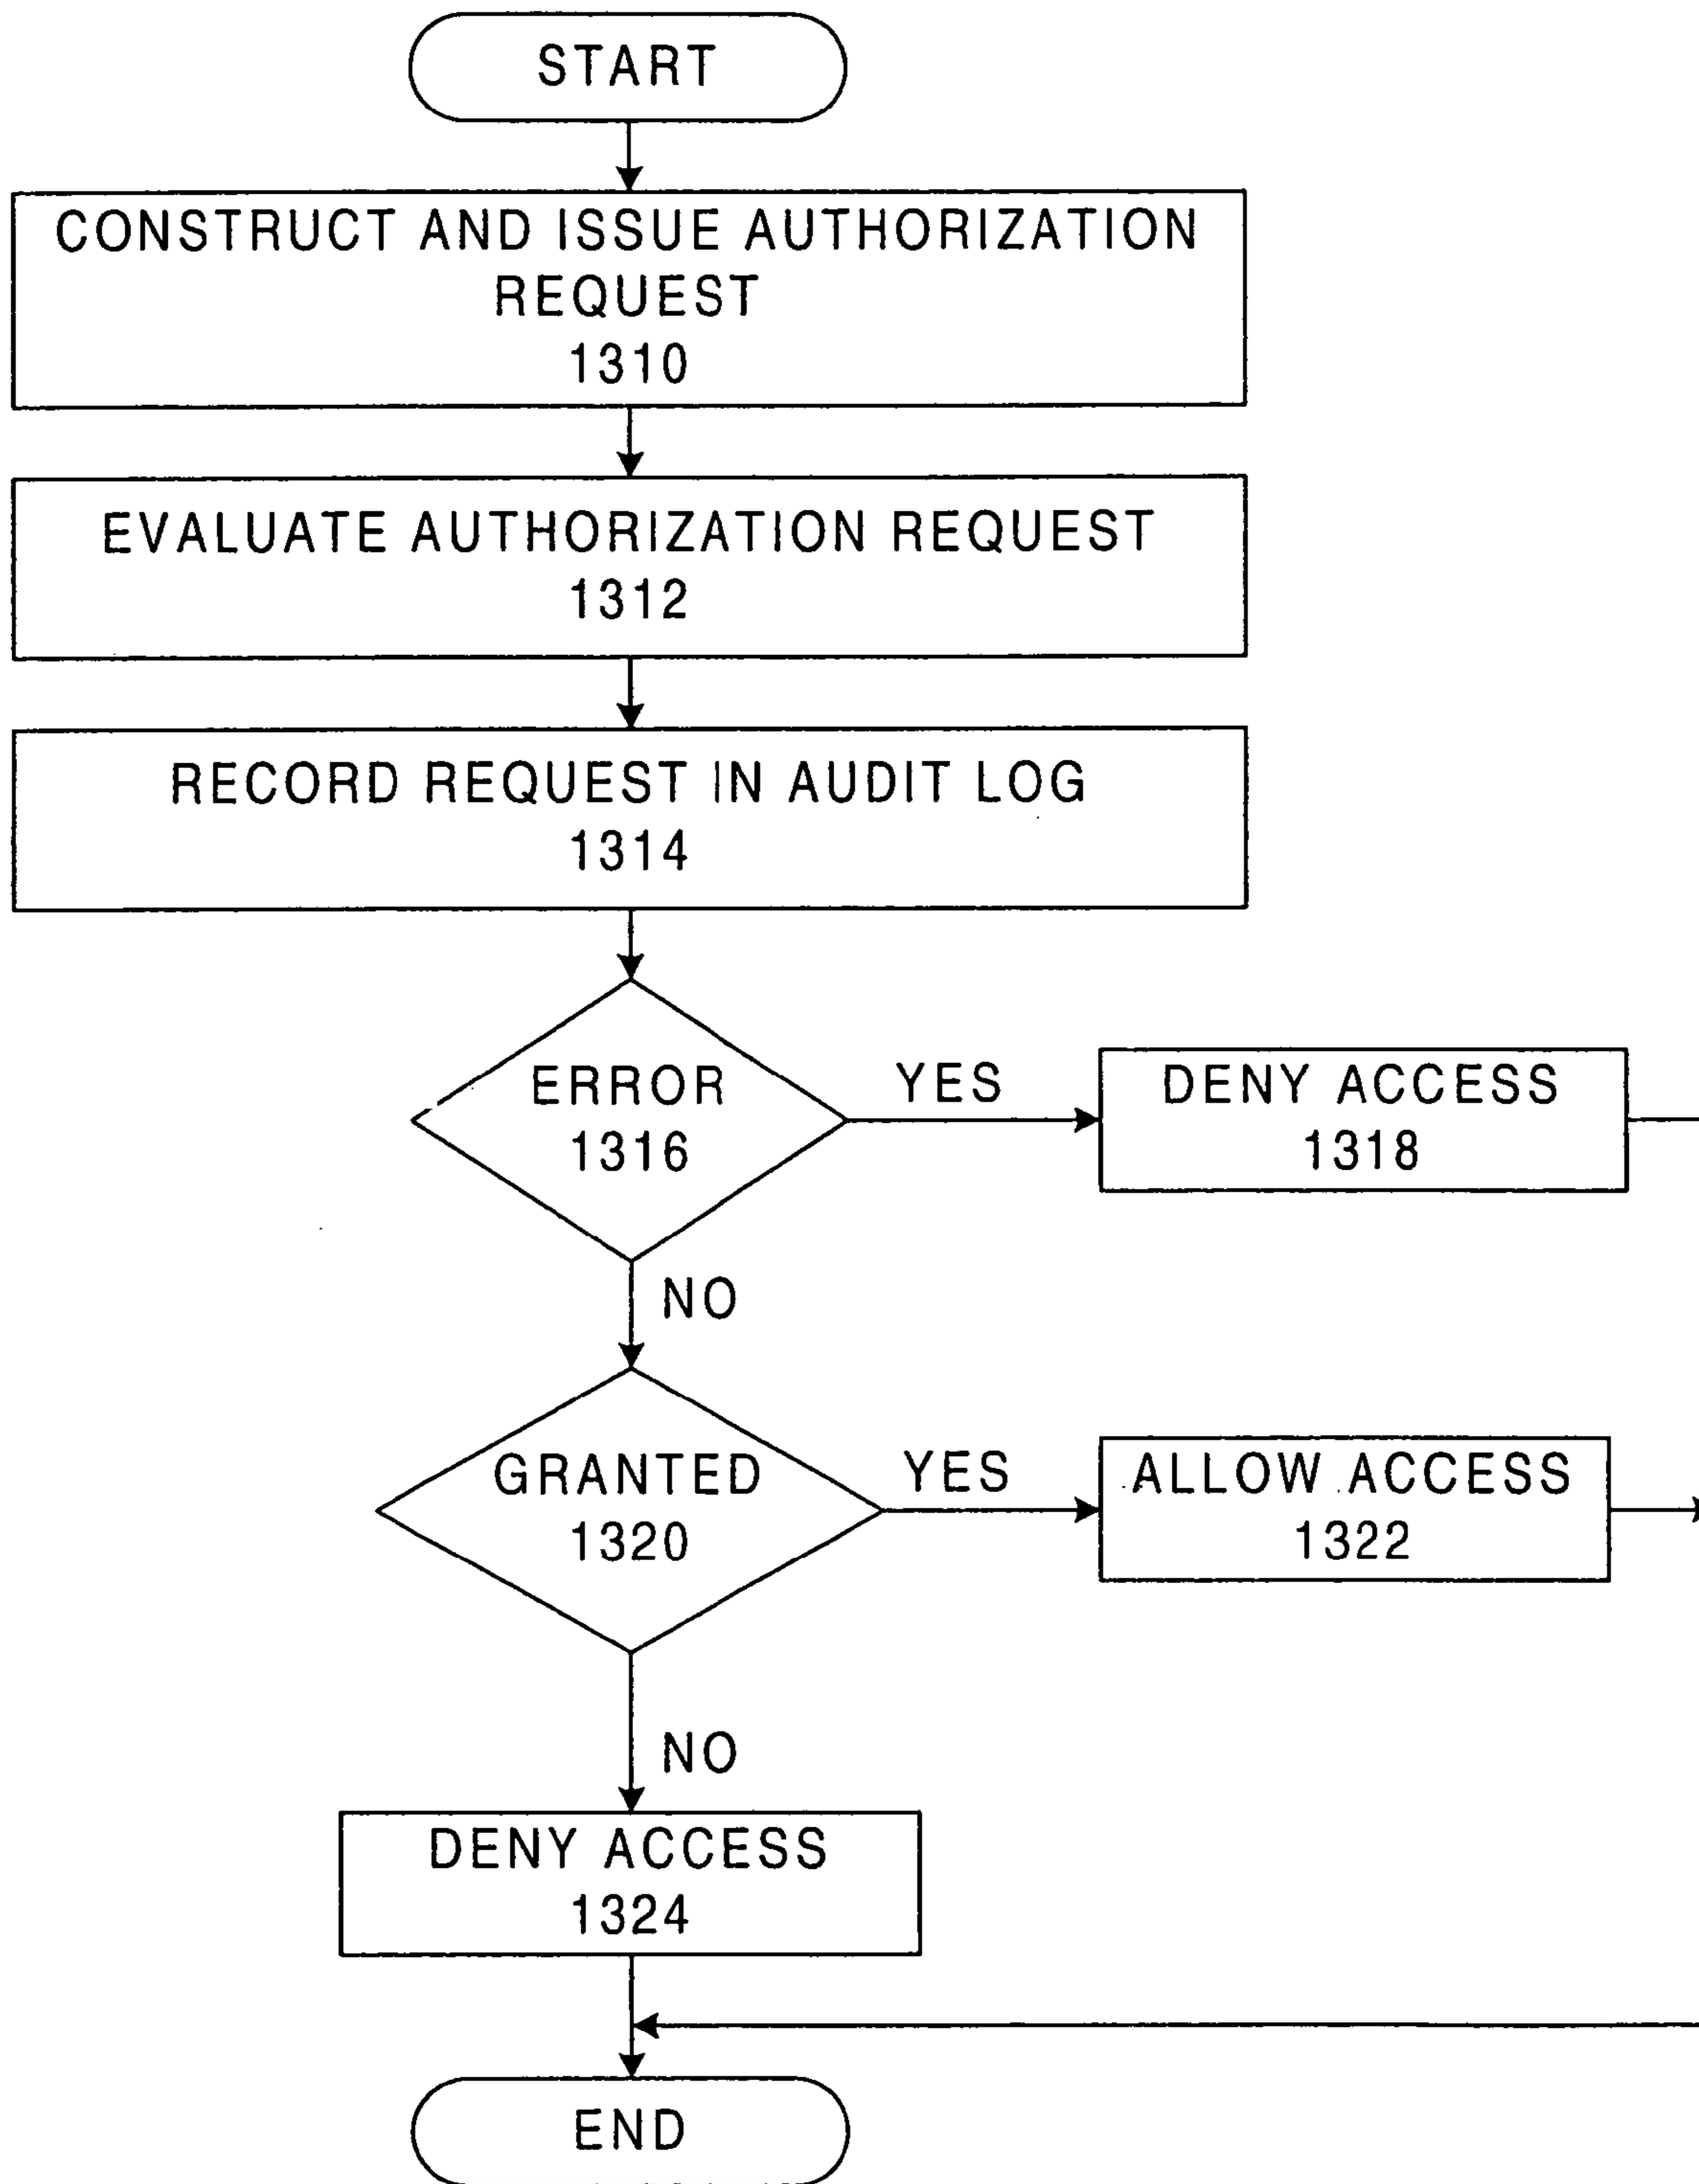 START
CONSTRUCT AND ISSUE AUTHORIZATION
REQUEST
1310
EVALUATE AUTHORIZATION REQUEST
1312
RECORD REQUEST IN AUDIT LOG
1314
ERROR
1316
YES
DENY ACCESS
1318
NO
GRANTED
1320
YES
ALLOW ACCESS
1322
NO
DENY ACCESS
1324
END